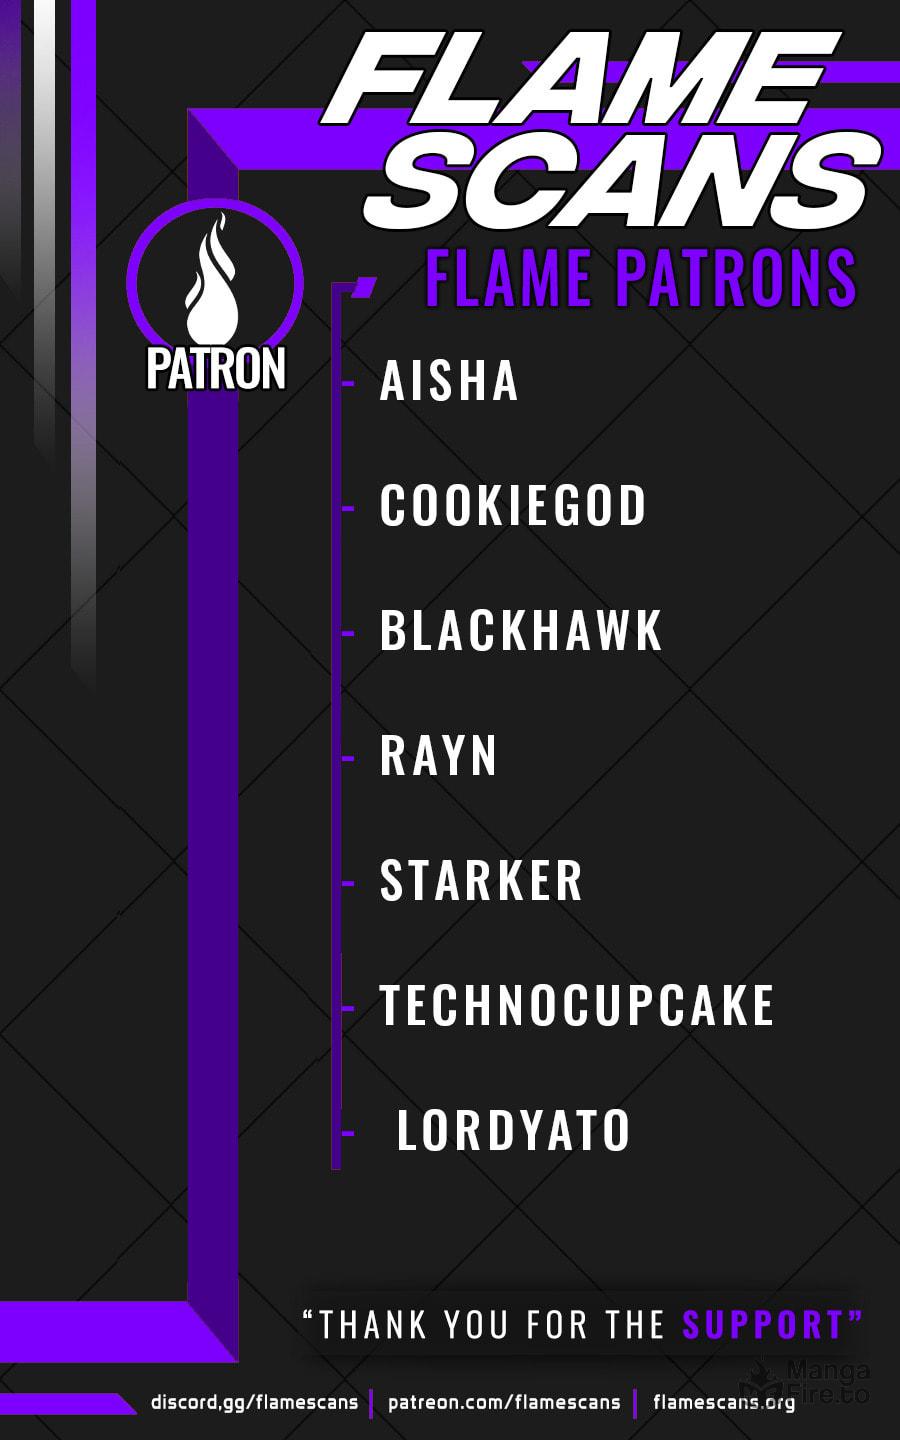 FLAME
SCANS
FLAME PATRONS
PATRON
AISHA
COOKIEGOD
BLACKHAWK
RAYN
STARKER
TECHNOCUPCAKE
LORDYATO
“THANK YOU FOR THE SUPPORT”
discord,gg/flamescans | patreon.com/flamescans | flamescans.org
Manga
Fire.to